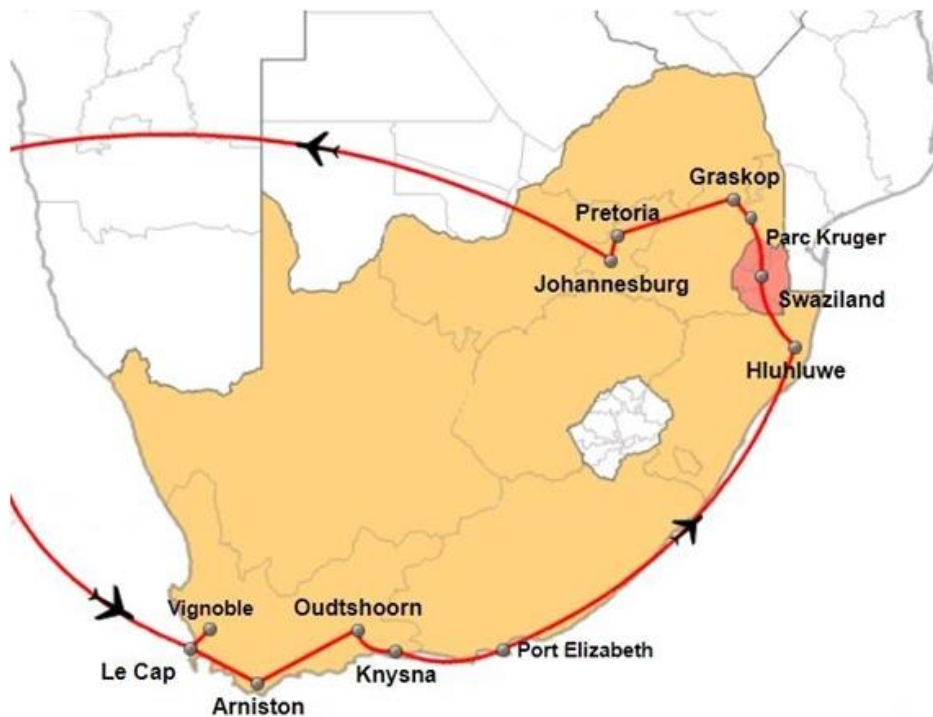 Graskop
Pretoria
Parc Kruger
Johannesburg
Swaziland
Hluhluwe
Vignoble
Oudtshoorn
Port Elizabeth
Le Cap
Knysna
Arniston